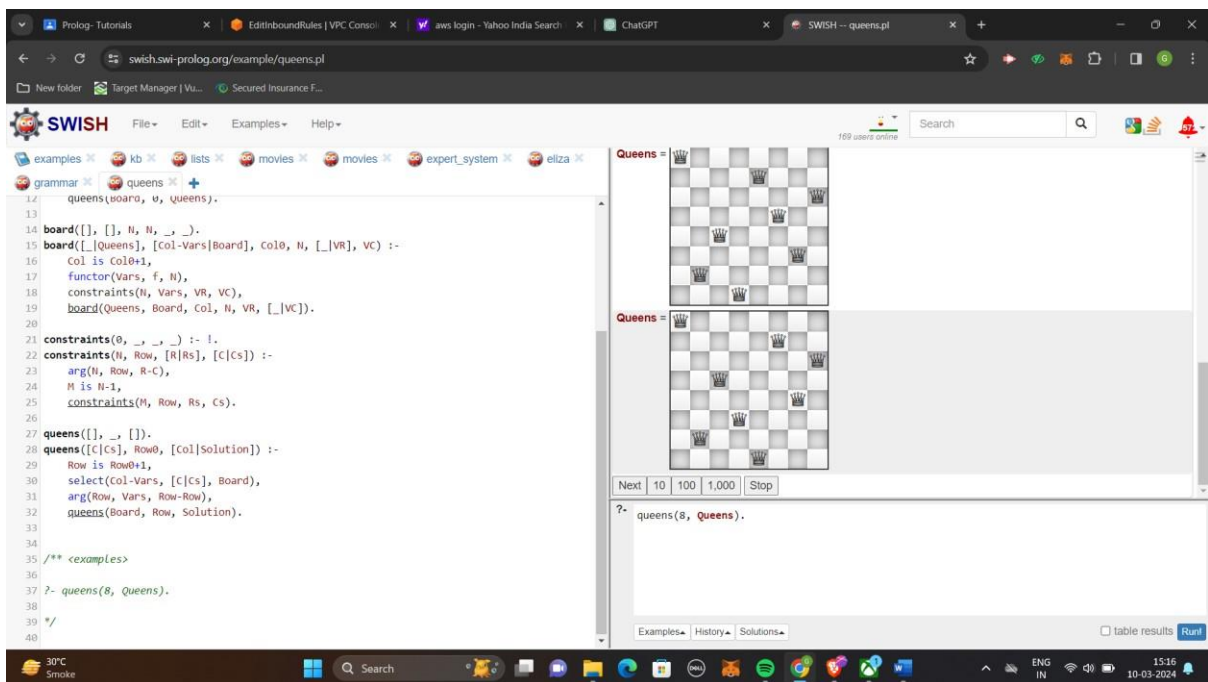 Prolog- Tutorials
EditInboundRules | VPC Consol
aws login - Yahoo India Search
ChatGPT
SWISH -- queens.pl
swish.swi-prolog.org/example/queens.pl
G
New folder
Target Manager | Vu...
Secured Insurance F...
SWISH
File
Edit
Examples
Help
169 users online
Search
57
examples
kb
lists
movies
movies
expert_system
eliza
grammar
queens
12 queens(Board, 0, Queens).
13
14 board([], [], N, N, _, _).
15 board([_|Queens], [Col-Vars|Board], Col0, N, [_|VR], VC) :-
16 Col is Col0+1,
17 functor(Vars, f, N),
18 constraints(N, Vars, VR, VC),
19 board(Queens, Board, Col, N, VR, [_|VC]).
20
21 constraints(0, _, _, _) :- !.
22 constraints(N, Row, [R|Rs], [C|Cs]) :-
23 arg(N, Row, R-C),
24 M is N-1,
25 constraints(M, Row, Rs, Cs).
26
27 queens([], _, []).
28 queens([C|Cs], Row0, [Col|Solution]) :-
29 Row is Row0+1,
30 select(Col-Vars, [C|Cs], Board),
31 arg(Row, Vars, Row-Row),
32 queens(Board, Row, Solution).
33
34
35 /** <examples>
36
37 ?- queens(8, Queens).
38
39 */
40
Queens =
Queens =
Next 10 100 1,000 Stop
?- queens(8, Queens).
Examples History Solutions
table results Run!
30°C
Smoke
Search
ENG
IN
15:16
10-03-2024